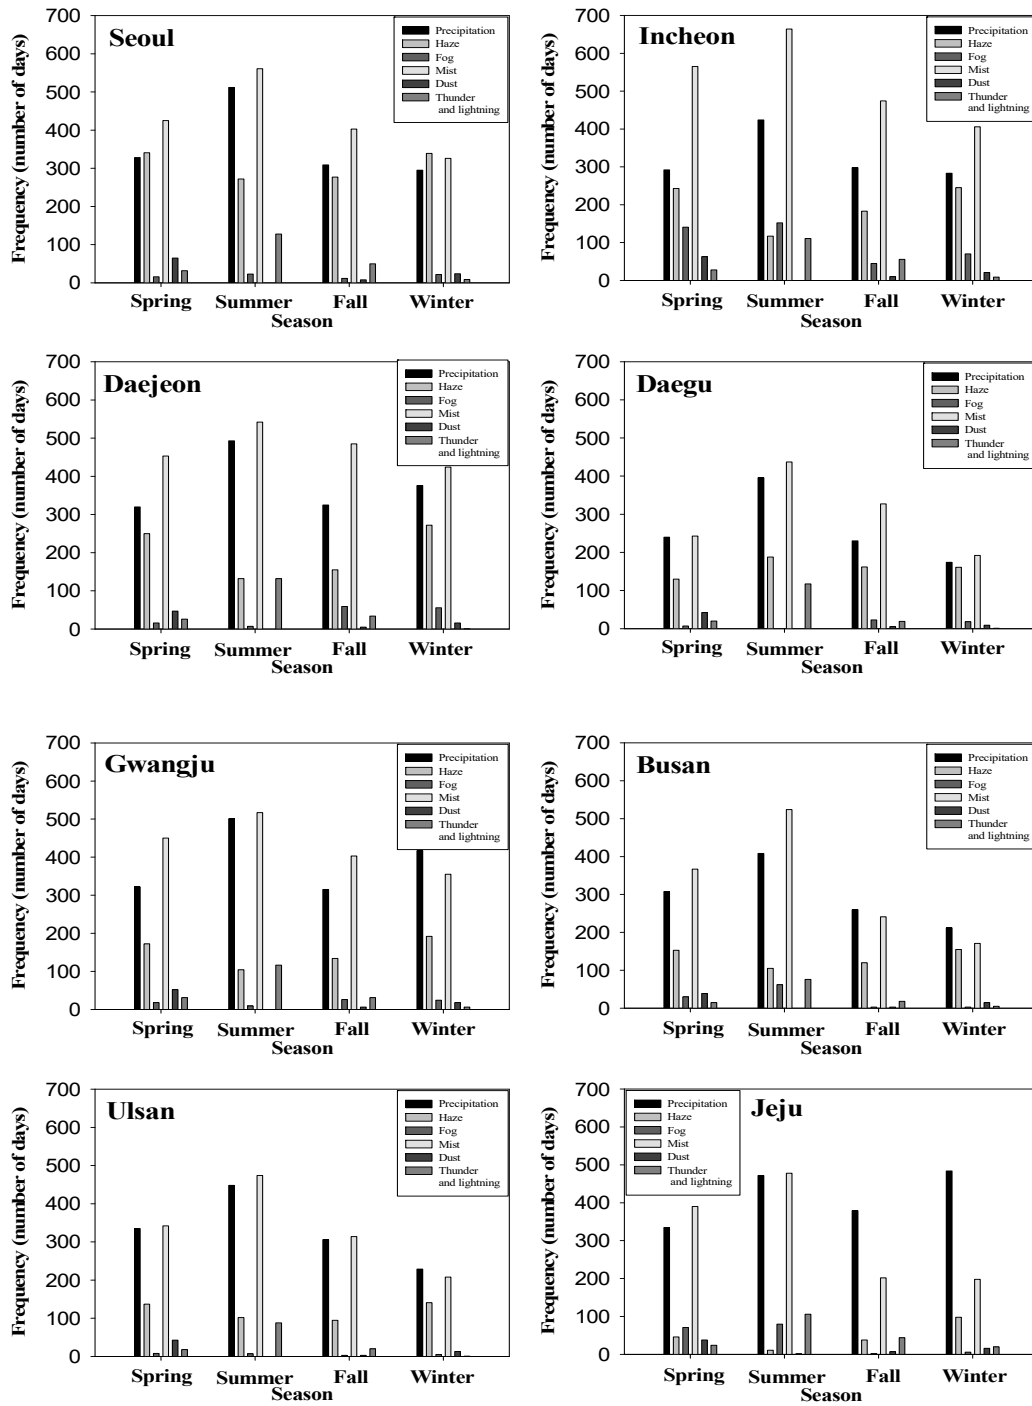 Seoul
Precipitation
Haze
Fog
Mist
Dust
Thunder
and lightning
700
600
500
400
300
200
100
0
Frequency (number of days)
Spring Summer Fall Winter
Season
Incheon
Precipitation
Haze
Fog
Mist
Dust
Thunder
and lightning
700
600
500
400
300
200
100
0
Frequency (number of days)
Spring Summer Fall Winter
Season
Daejeon
Precipitation
Haze
Fog
Mist
Dust
Thunder
and lightning
700
600
500
400
300
200
100
0
Frequency (number of days)
Spring Summer Fall Winter
Season
Daegu
Precipitation
Haze
Fog
Mist
Dust
Thunder
and lightning
700
600
500
400
300
200
100
0
Frequency (number of days)
Spring Summer Fall Winter
Season
Gwangju
Precipitation
Haze
Fog
Mist
Dust
Thunder
and lightning
700
600
500
400
300
200
100
0
Frequency (number of days)
Spring Summer Fall Winter
Season
Busan
Precipitation
Haze
Fog
Mist
Dust
Thunder
and lightning
700
600
500
400
300
200
100
0
Frequency (number of days)
Spring Summer Fall Winter
Season
Ulsan
Precipitation
Haze
Fog
Mist
Dust
Thunder
and lightning
700
600
500
400
300
200
100
0
Frequency (number of days)
Spring Summer Fall Winter
Season
Jeju
Precipitation
Haze
Fog
Mist
Dust
Thunder
and lightning
700
600
500
400
300
200
100
0
Frequency (number of days)
Spring Summer Fall Winter
Season